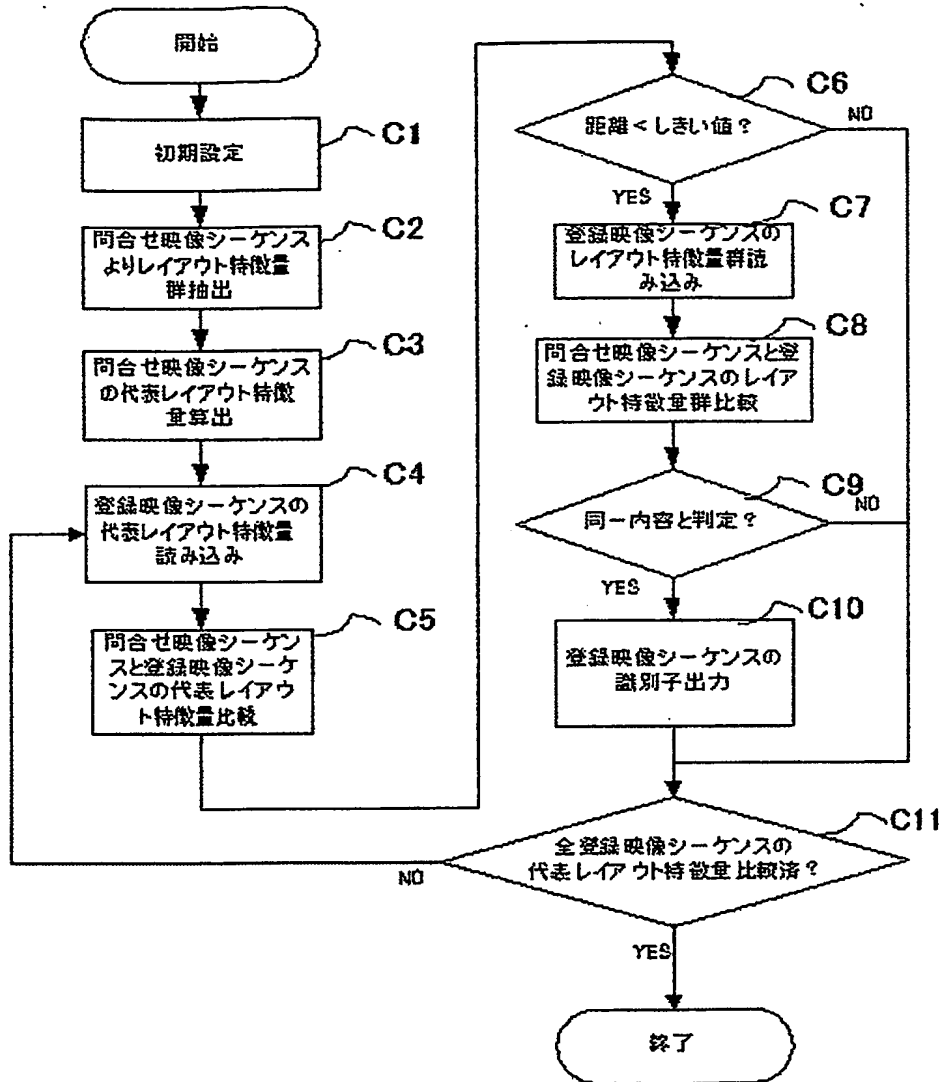 開始
初期設定
C1
問合せ映像シーケンス
よりレイアウト特徴量
群抽出
C2
問合せ映像シーケンス
の代表レイアウト特徴
量算出
C3
登録映像シーケンスの
代表レイアウト特徴量
読み込み
C4
問合せ映像シーケン
スと登録映像シーケ
ンスの代表レイアウ
ト特徴量比較
C5
距離<しきい値?
C6
NO
YES
登録映像シーケンスの
レイアウト特徴量群読
み込み
C7
問合せ映像シーケンスと登
録映像シーケンスのレイア
ウト特徴量群比較
C8
同一内容と判定?
C9
NO
YES
登録映像シーケンスの
識別子出力
C10
全登録映像シーケンスの
代表レイアウト特徴量比較済?
C11
NO
YES
終了